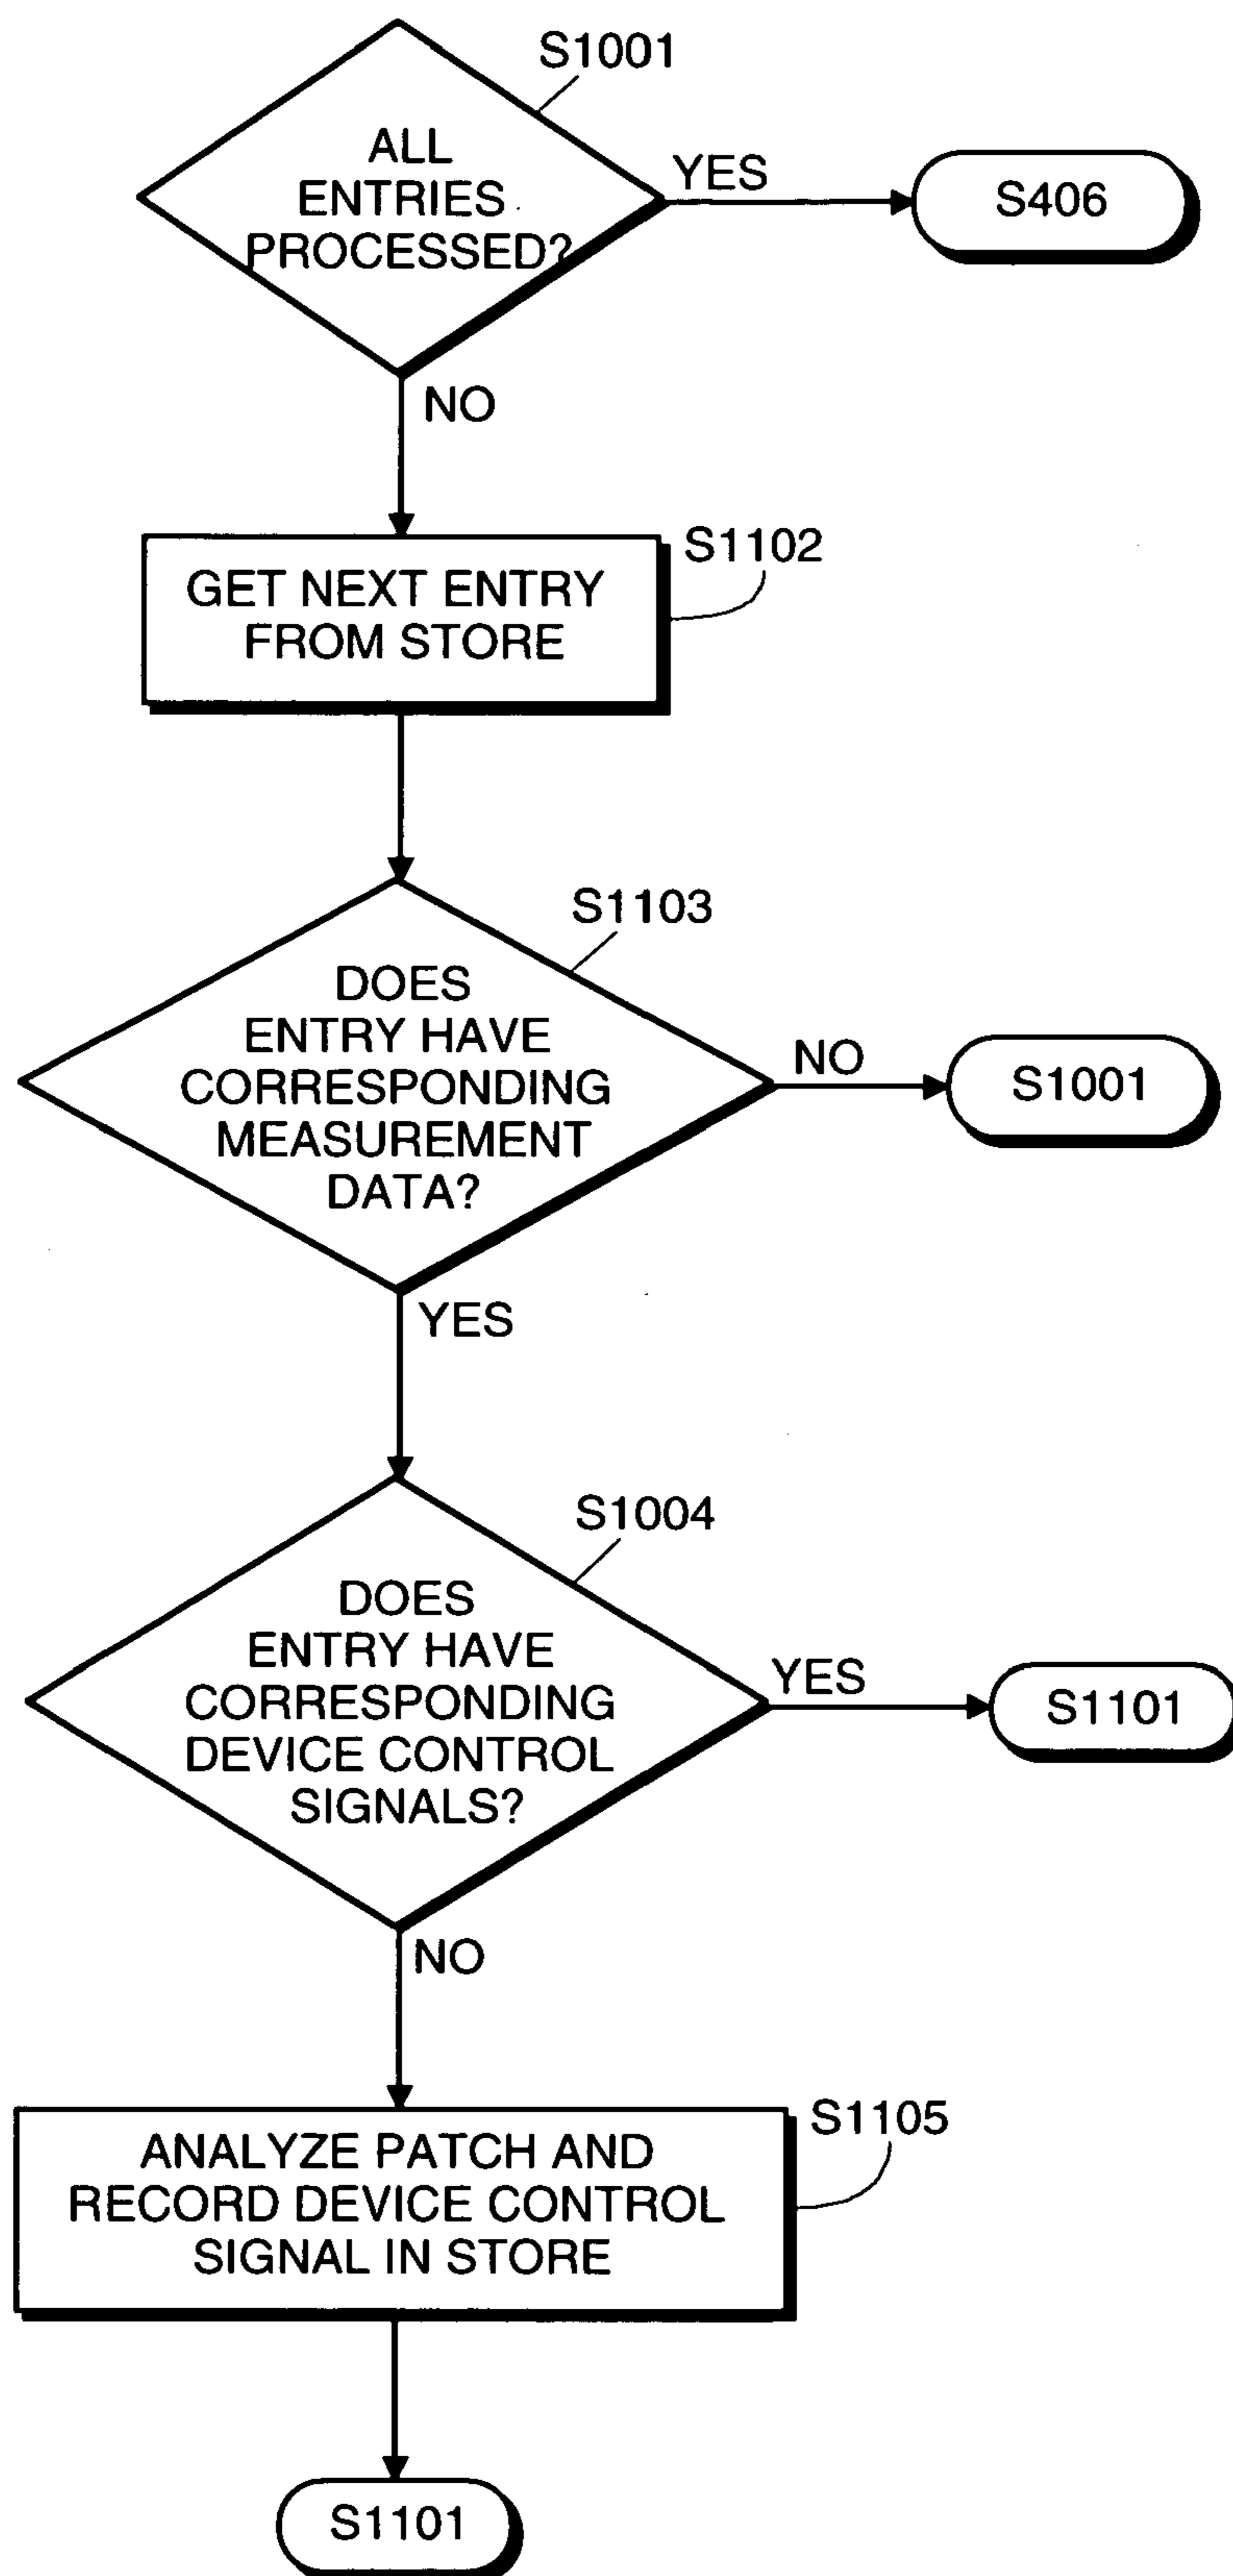 S1001
ALL
ENTRIES
PROCESSED?
YES
S406
NO
S1102
GET NEXT ENTRY
FROM STORE
S1103
DOES
ENTRY HAVE
CORRESPONDING
MEASUREMENT
DATA?
NO
S1001
YES
S1004
DOES
ENTRY HAVE
CORRESPONDING
DEVICE CONTROL
SIGNALS?
YES
S1101
NO
S1105
ANALYZE PATCH AND
RECORD DEVICE CONTROL
SIGNAL IN STORE
S1101